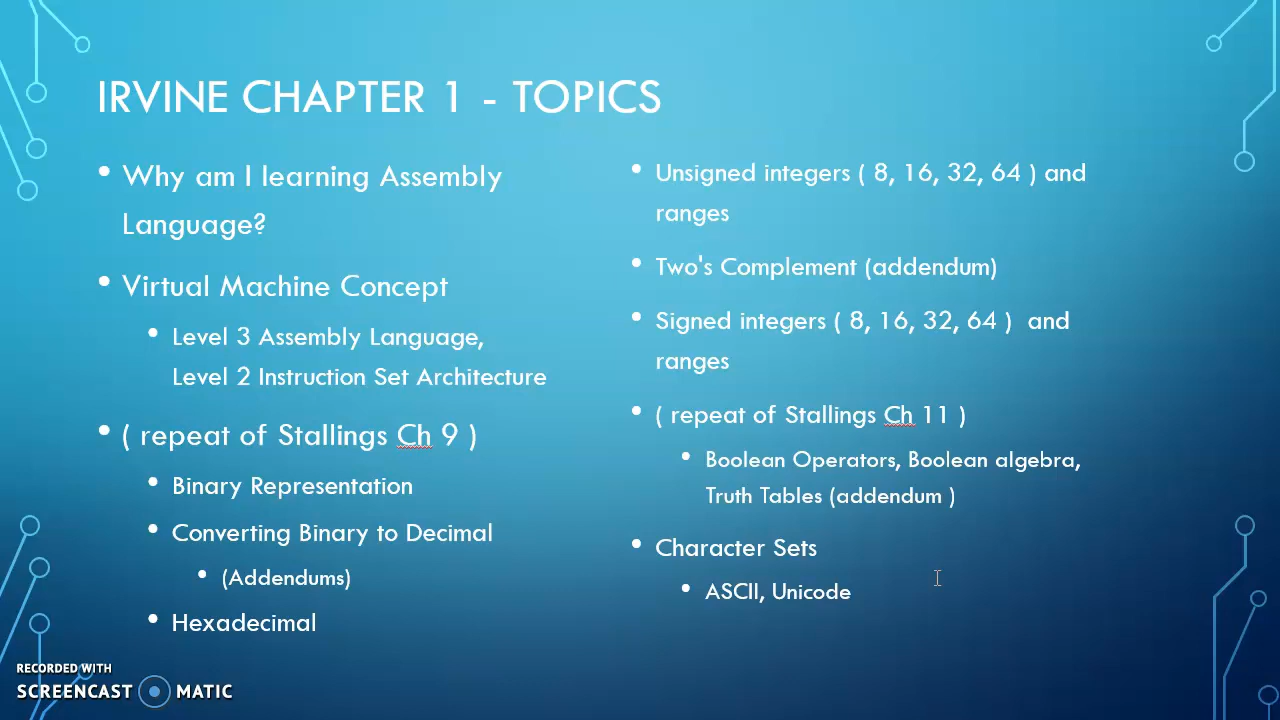 IRVINE CHAPTER 1 - TOPICS
• Why am I learning Assembly
Language?
• Virtual Machine Concept
• Level 3 Assembly Language,
Level 2 Instruction Set Architecture
• ( repeat of Stallings Ch 9 )
• Binary Representation
• Converting Binary to Decimal
• (Addendums)
• Hexadecimal
• Unsigned integers ( 8, 16, 32, 64 ) and
ranges
• Two's Complement (addendum)
• Signed integers ( 8, 16, 32, 64 )  and
ranges
• ( repeat of Stallings Ch 11 )
• Boolean Operators, Boolean algebra,
Truth Tables (addendum )
• Character Sets
• ASCII, Unicode
RECORDED WITH
SCREENCAST MATIC